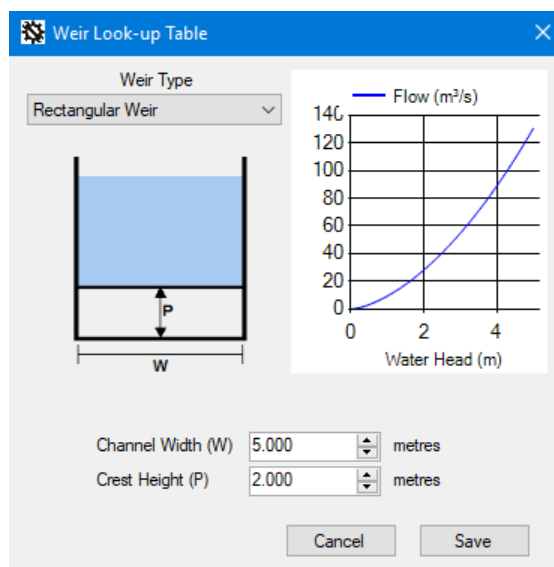 Weir Look-up Table
Weir Type
Rectangular Weir
P
W
Flow (m³/s)
140
120
100
80
60
40
20
0
0 2 4
Water Head (m)
Channel Width (W) 5.000 metres
Crest Height (P) 2.000 metres
Cancel Save